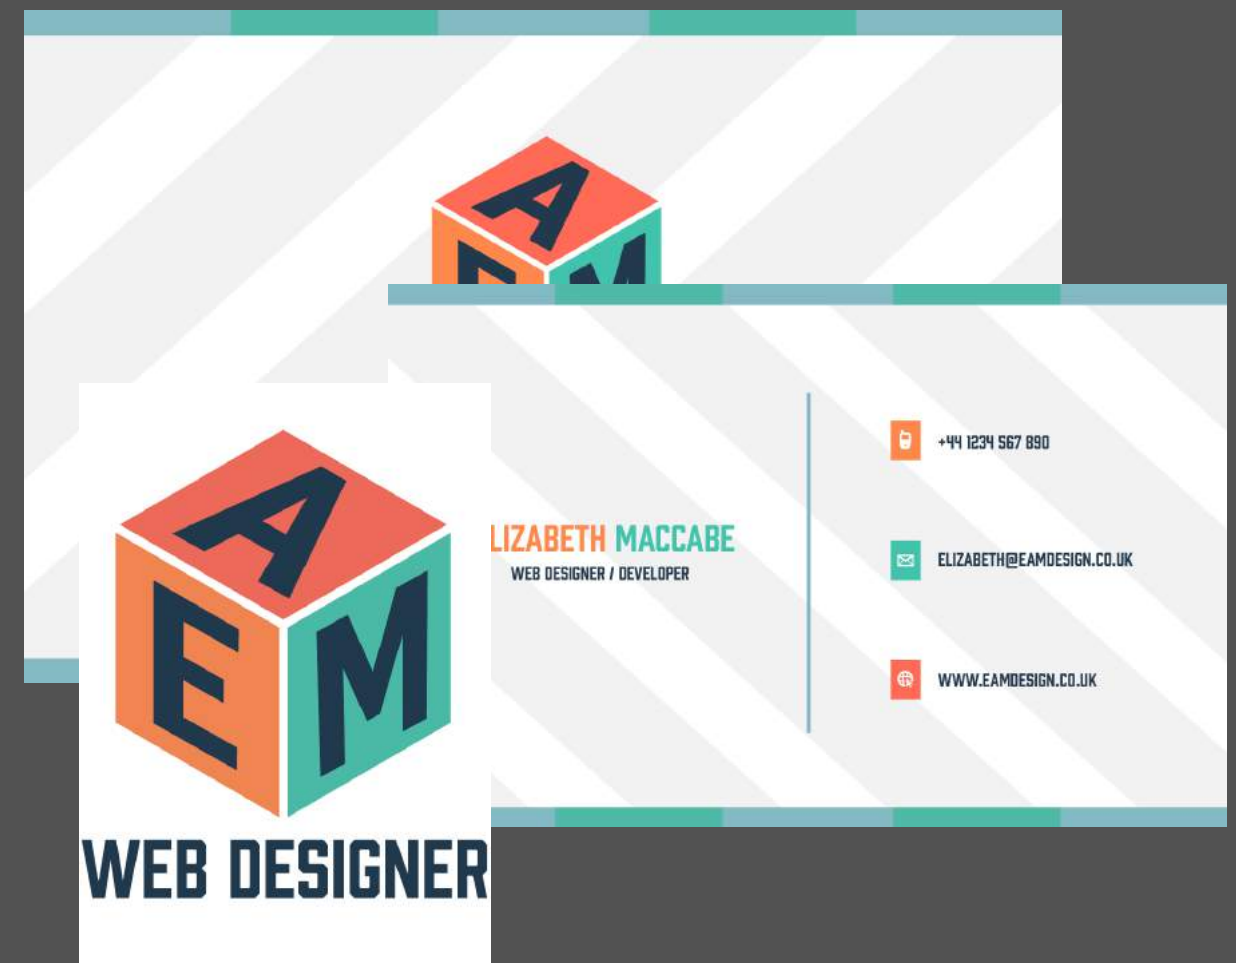 A
E M
LIZABETH MACCABE
WEB DESIGNER / DEVELOPER
+44 1234 567 890
ELIZABETH@EAMDESIGN.CO.UK
WWW.EAMDESIGN.CO.UK
A
E M
WEB DESIGNER